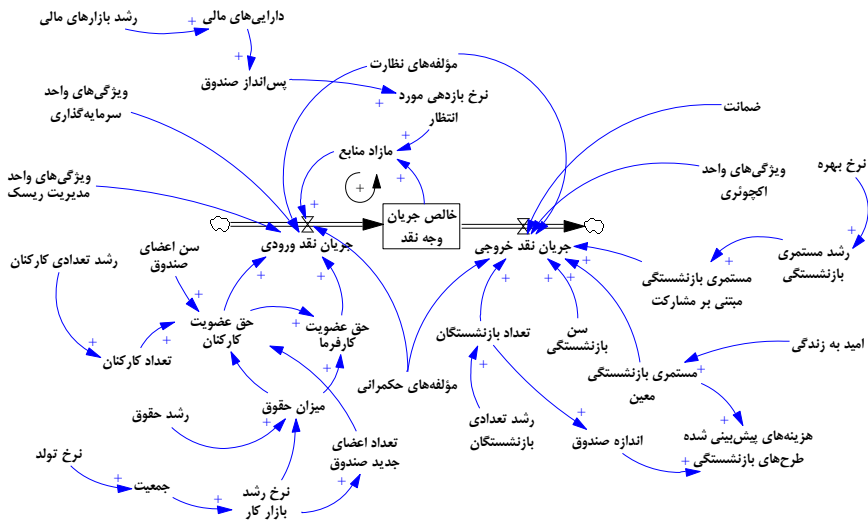 رشد بازارهای مالی
دارایی‌های مالی
پس‌انداز صندوق
مؤلفه‌های نظارت
نرخ بازدهی مورد
انتظار
مازاد منابع
ویژگی‌های واحد
سرمایه‌گذاری
ویژگی‌های واحد
مدیریت ریسک
ضمانت
ویژگی‌های واحد
اکچوئری
نرخ بهره
خالص جریان
وجه نقد
جریان نقد ورودی
جریان نقد خروجی
رشد مستمری
بازنشستگی
مستمری بازنشستگی
مبتنی بر مشارکت
سن اعضای
صندوق
رشد تعدادی کارکنان
تعداد کارکنان
حق عضویت
کارکنان
حق عضویت
کارفرما
تعداد بازنشستگان
سن
بازنشستگی
امید به زندگی
مستمری بازنشستگی
معین
مؤلفه‌های حکمرانی
میزان حقوق
رشد حقوق
رشد تعدادی
بازنشستگان
تعداد اعضای
جدید صندوق
اندازه صندوق
هزینه‌های پیش‌بینی شده
طرح‌های بازنشستگی
نرخ تولد
جمعیت
نرخ رشد
بازار کار